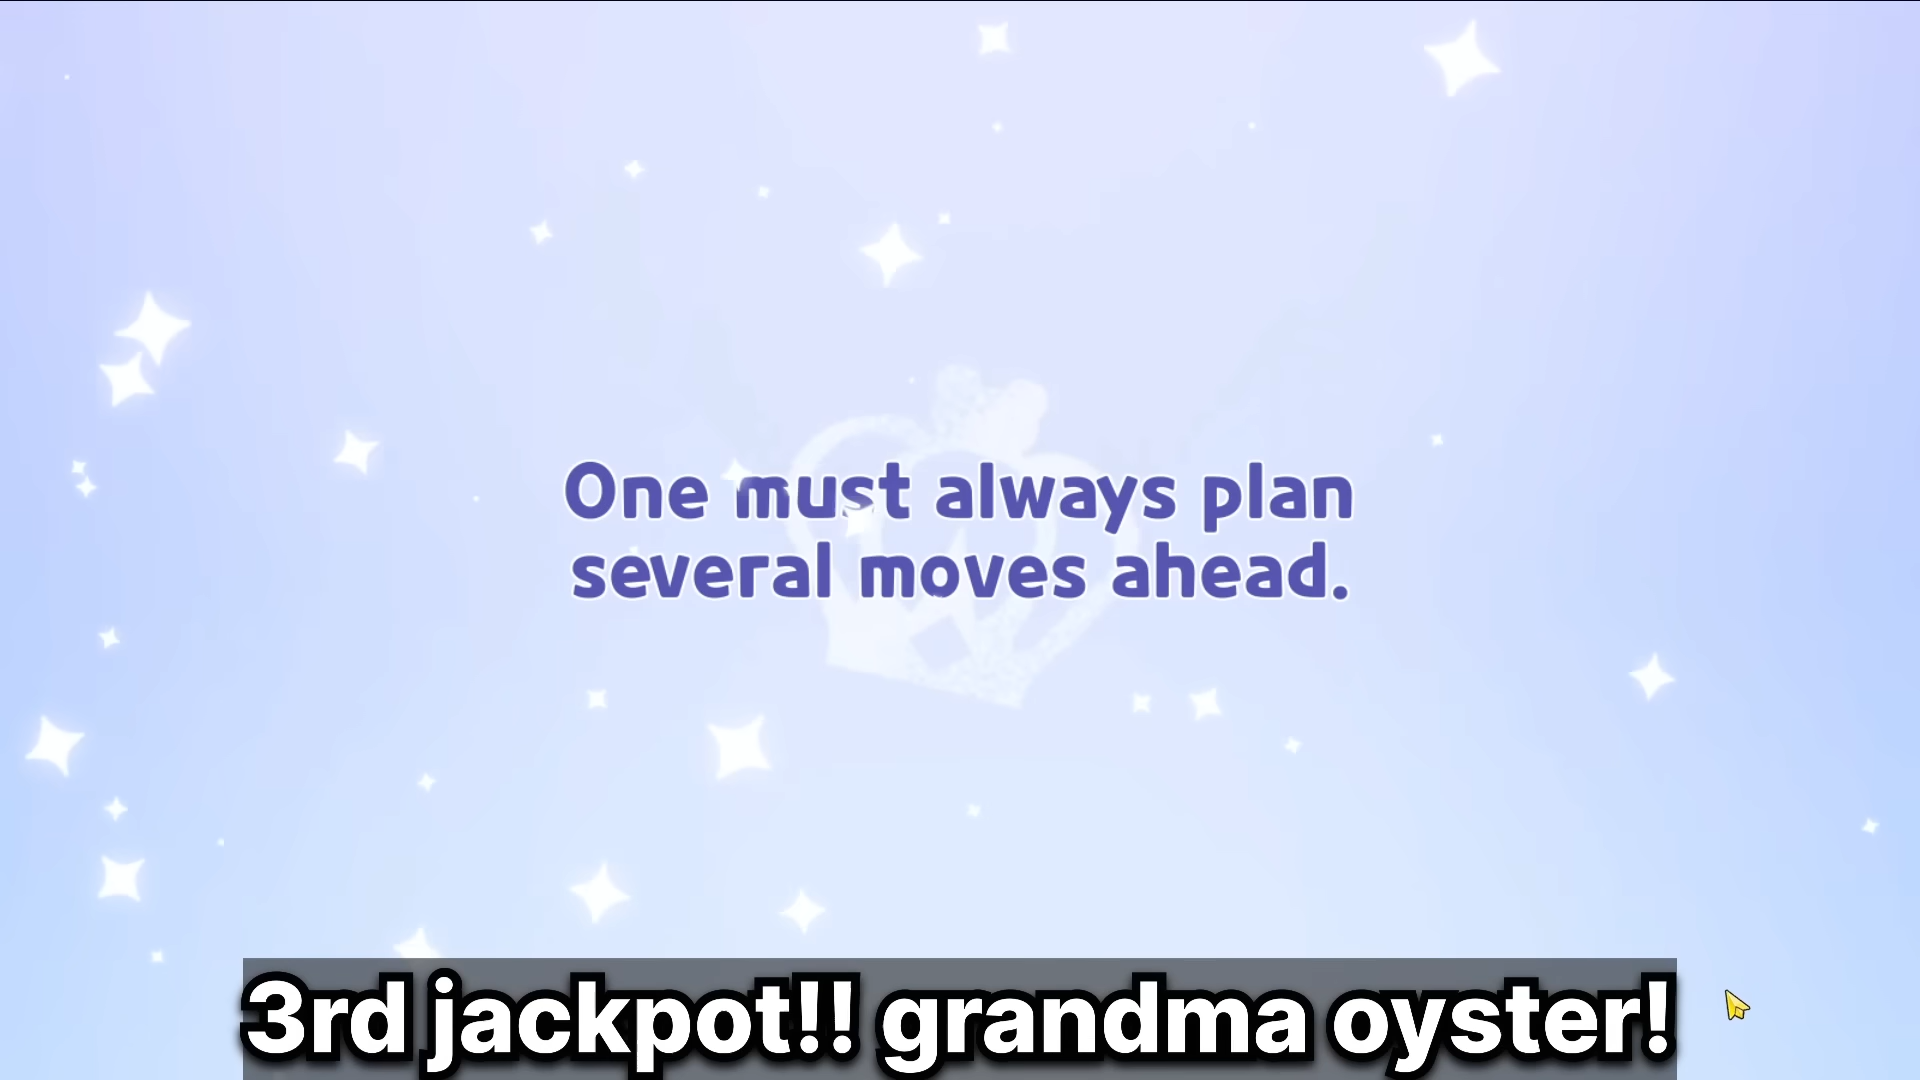 One must always plan
several moves ahead.
3rd jackpot!! grandma oyster!